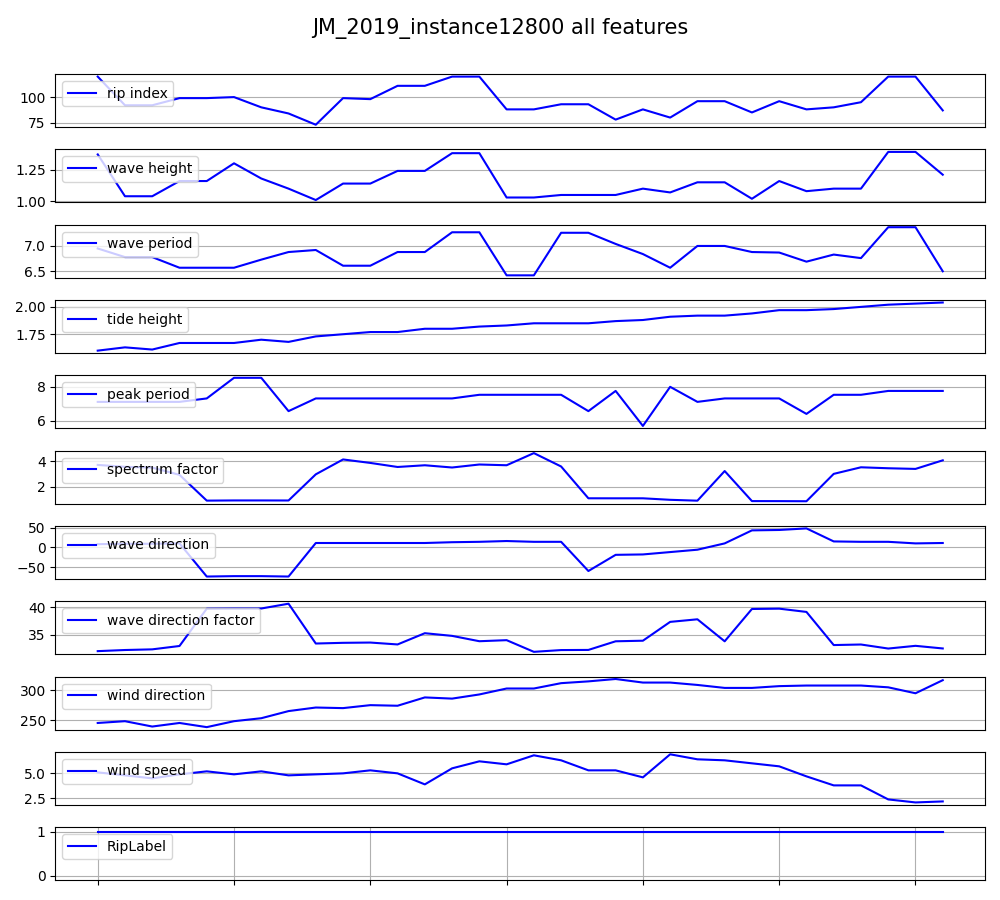 JM_2019_instance12800 all features
rip index
100
75
wave height
1.25
1.00
wave period
7.0
6.5
tide height
2.00
1.75
peak period
8
6
spectrum factor
4
2
wave direction
50
0
−50
wave direction factor
40
35
wind direction
300
250
wind speed
5.0
2.5
RipLabel
1
0